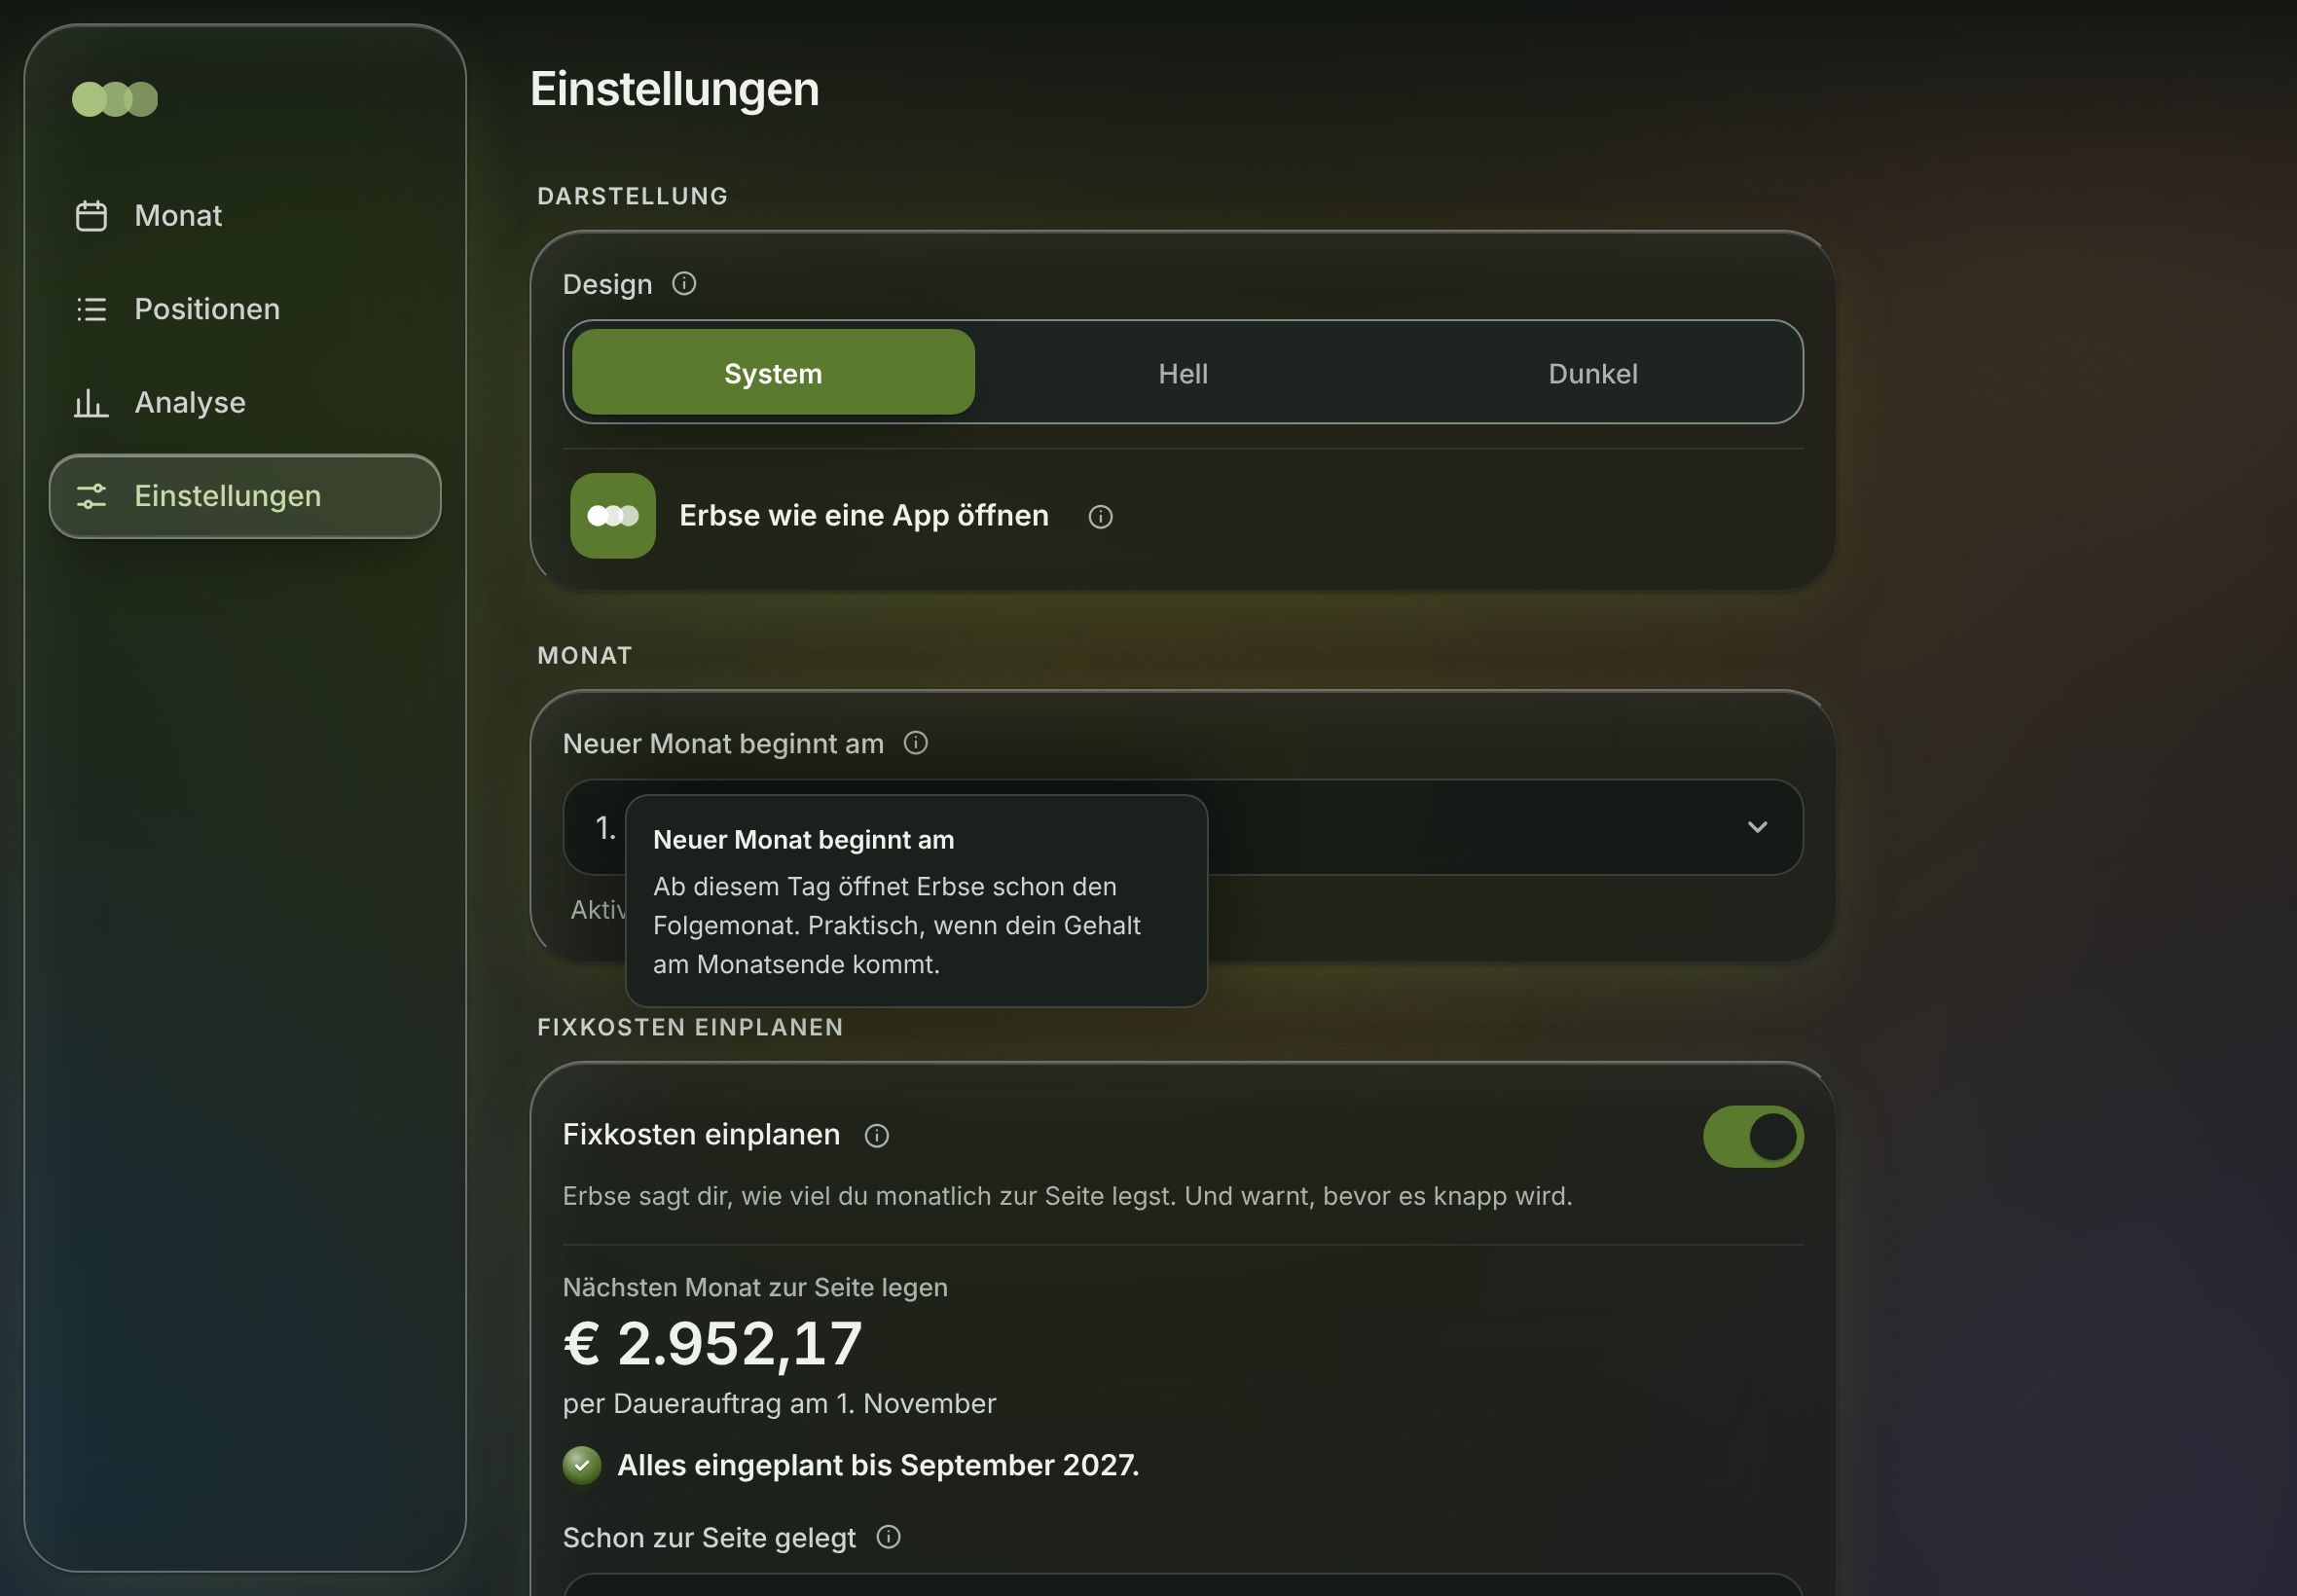 Einstellungen
Monat
Positionen
Analyse
Einstellungen
DARSTELLUNG
Design
System
Hell
Dunkel
Erbse wie eine App öffnen
MONAT
Neuer Monat beginnt am
1.
Neuer Monat beginnt am
Ab diesem Tag öffnet Erbse schon den
Folgemonat. Praktisch, wenn dein Gehalt
am Monatsende kommt.
FIXKOSTEN EINPLANEN
Fixkosten einplanen
Erbse sagt dir, wie viel du monatlich zur Seite legst. Und warnt, bevor es knapp wird.
Nächsten Monat zur Seite legen
€ 2.952,17
per Dauerauftrag am 1. November
Alles eingeplant bis September 2027.
Schon zur Seite gelegt